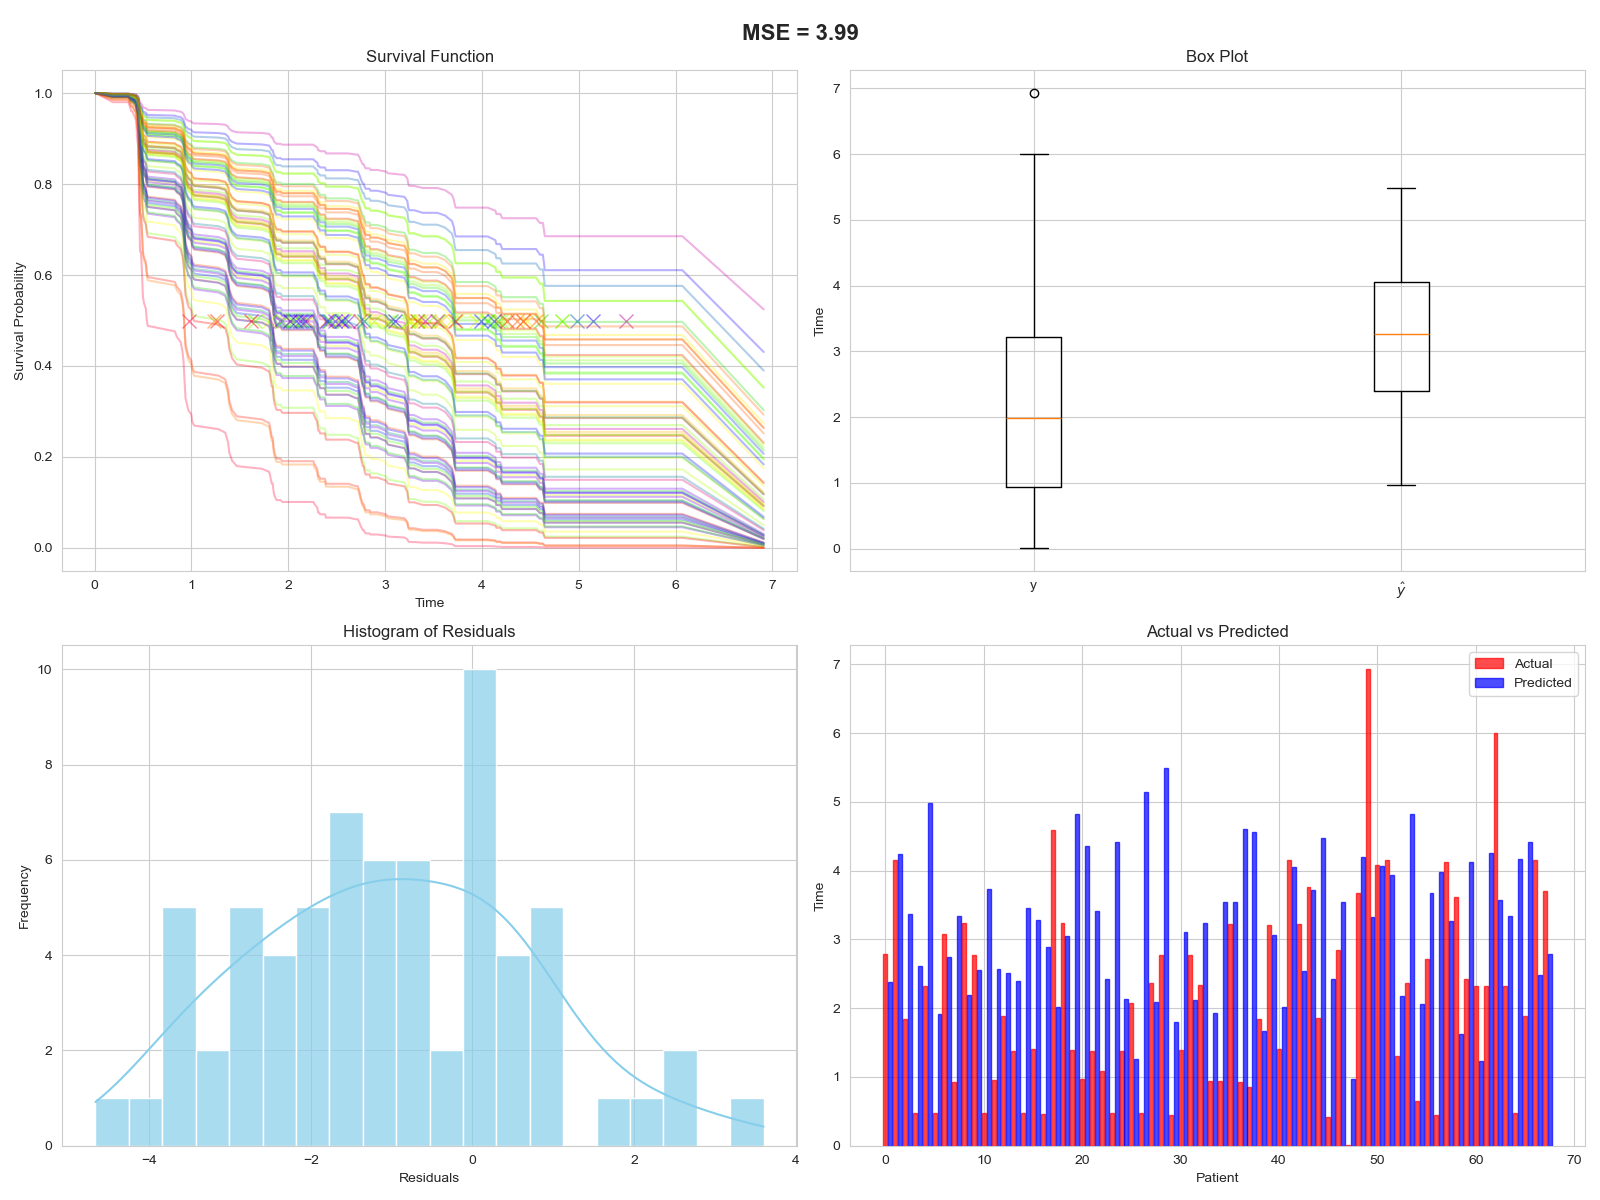 MSE = 3.99
Survival Function
Survival Probability
1.0
0.8
0.6
0.4
0.2
0.0
0 1 2 3 4 5 6 7
Time
Box Plot
Time
7
6
5
4
3
2
1
0
y ŷ
Histogram of Residuals
Frequency
10
8
6
4
2
0
−4 −2 0 2 4
Residuals
Actual vs Predicted
Actual
Predicted
Time
7
6
5
4
3
2
1
0
0 10 20 30 40 50 60 70
Patient